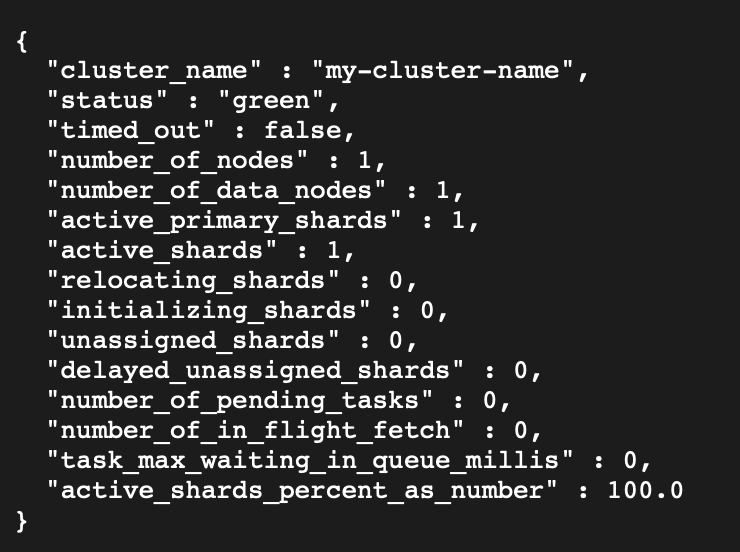 {
  "cluster_name" : "my-cluster-name",
  "status" : "green",
  "timed_out" : false,
  "number_of_nodes" : 1,
  "number_of_data_nodes" : 1,
  "active_primary_shards" : 1,
  "active_shards" : 1,
  "relocating_shards" : 0,
  "initializing_shards" : 0,
  "unassigned_shards" : 0,
  "delayed_unassigned_shards" : 0,
  "number_of_pending_tasks" : 0,
  "number_of_in_flight_fetch" : 0,
  "task_max_waiting_in_queue_millis" : 0,
  "active_shards_percent_as_number" : 100.0
}